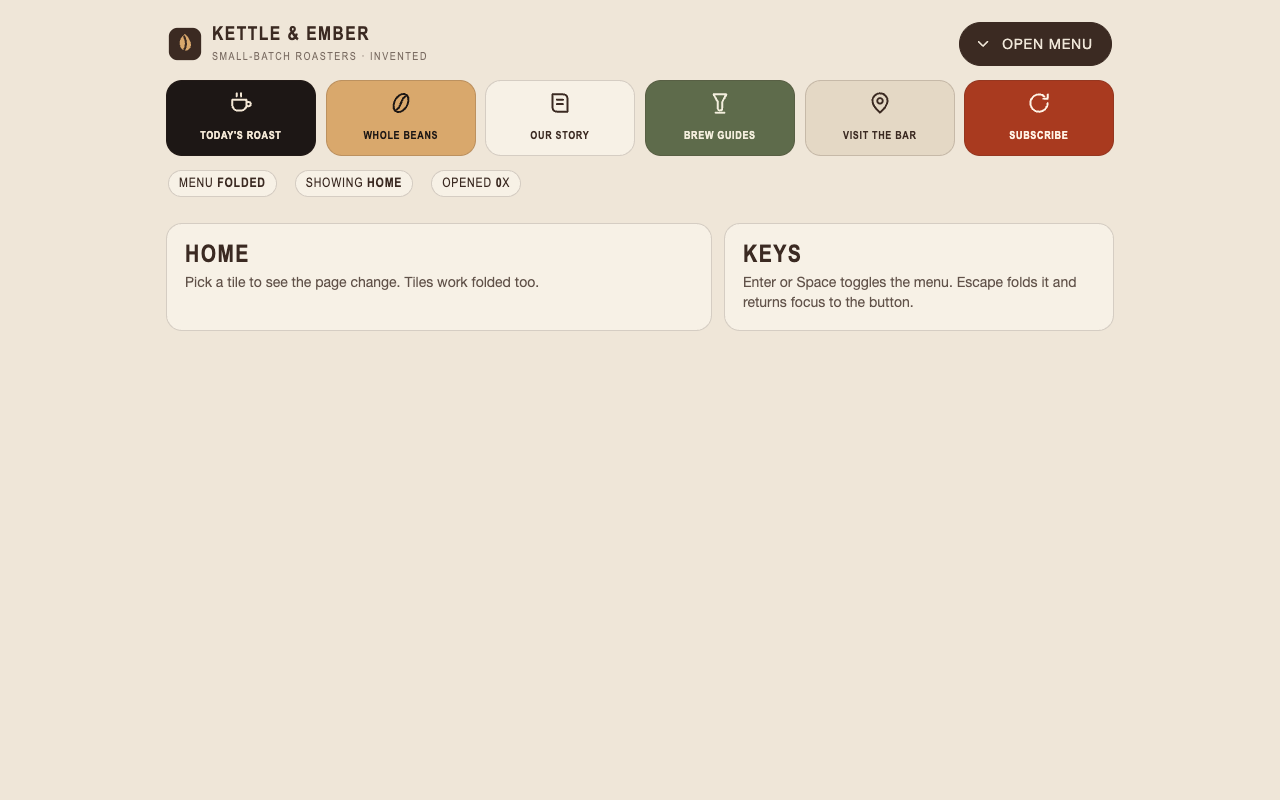 KETTLE & EMBER
SMALL-BATCH ROASTERS · INVENTED
OPEN MENU
TODAY'S ROAST
WHOLE BEANS
OUR STORY
BREW GUIDES
VISIT THE BAR
SUBSCRIBE
MENU FOLDED
SHOWING HOME
OPENED 0X
HOME
Pick a tile to see the page change. Tiles work folded too.
KEYS
Enter or Space toggles the menu. Escape folds it and
returns focus to the button.